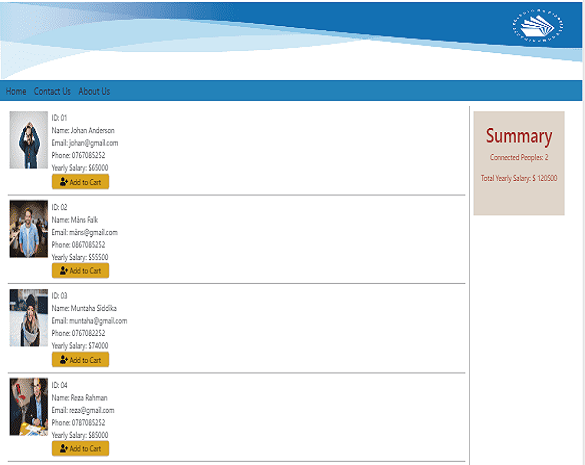 Home Contact Us About Us
ID: 01
Name: Johan Anderson
Email: johan@gmail.com
Phone: 0767085252
Yearly Salary: $65000
Add to Cart
ID: 02
Name: Måns Falk
Email: måns@gmail.com
Phone: 0867085252
Yearly Salary: $55500
Add to Cart
ID: 03
Name: Muntaha Siddika
Email: muntaha@gmail.com
Phone: 0767082252
Yearly Salary: $74000
Add to Cart
ID: 04
Name: Reza Rahman
Email: reza@gmail.com
Phone: 0787085252
Yearly Salary: $85000
Add to Cart
Summary
Connected Peoples: 2
Total Yearly Salary: $ 120500